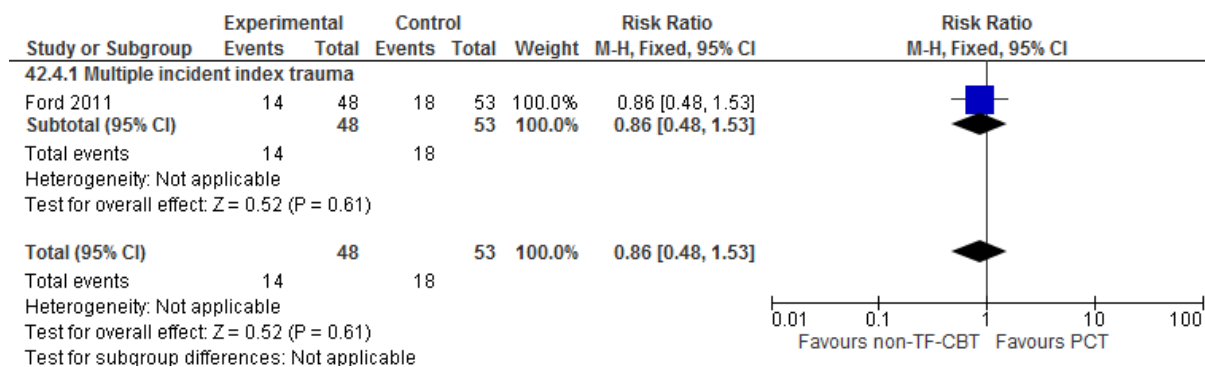 Experimental Control Risk Ratio Risk Ratio
Study or Subgroup Events Total Events Total Weight M-H, Fixed, 95% CI M-H, Fixed, 95% CI
42.4.1 Multiple incident index trauma
Ford 2011 14 48 18 53 100.0% 0.86 [0.48, 1.53]
Subtotal (95% CI) 48 53 100.0% 0.86 [0.48, 1.53]
Total events 14 18
Heterogeneity: Not applicable
Test for overall effect: Z = 0.52 (P = 0.61)
Total (95% CI) 48 53 100.0% 0.86 [0.48, 1.53]
Total events 14 18
Heterogeneity: Not applicable
Test for overall effect: Z = 0.52 (P = 0.61)
Test for subgroup differences: Not applicable
0.01 0.1 1 10 100
Favours non-TF-CBT Favours PCT